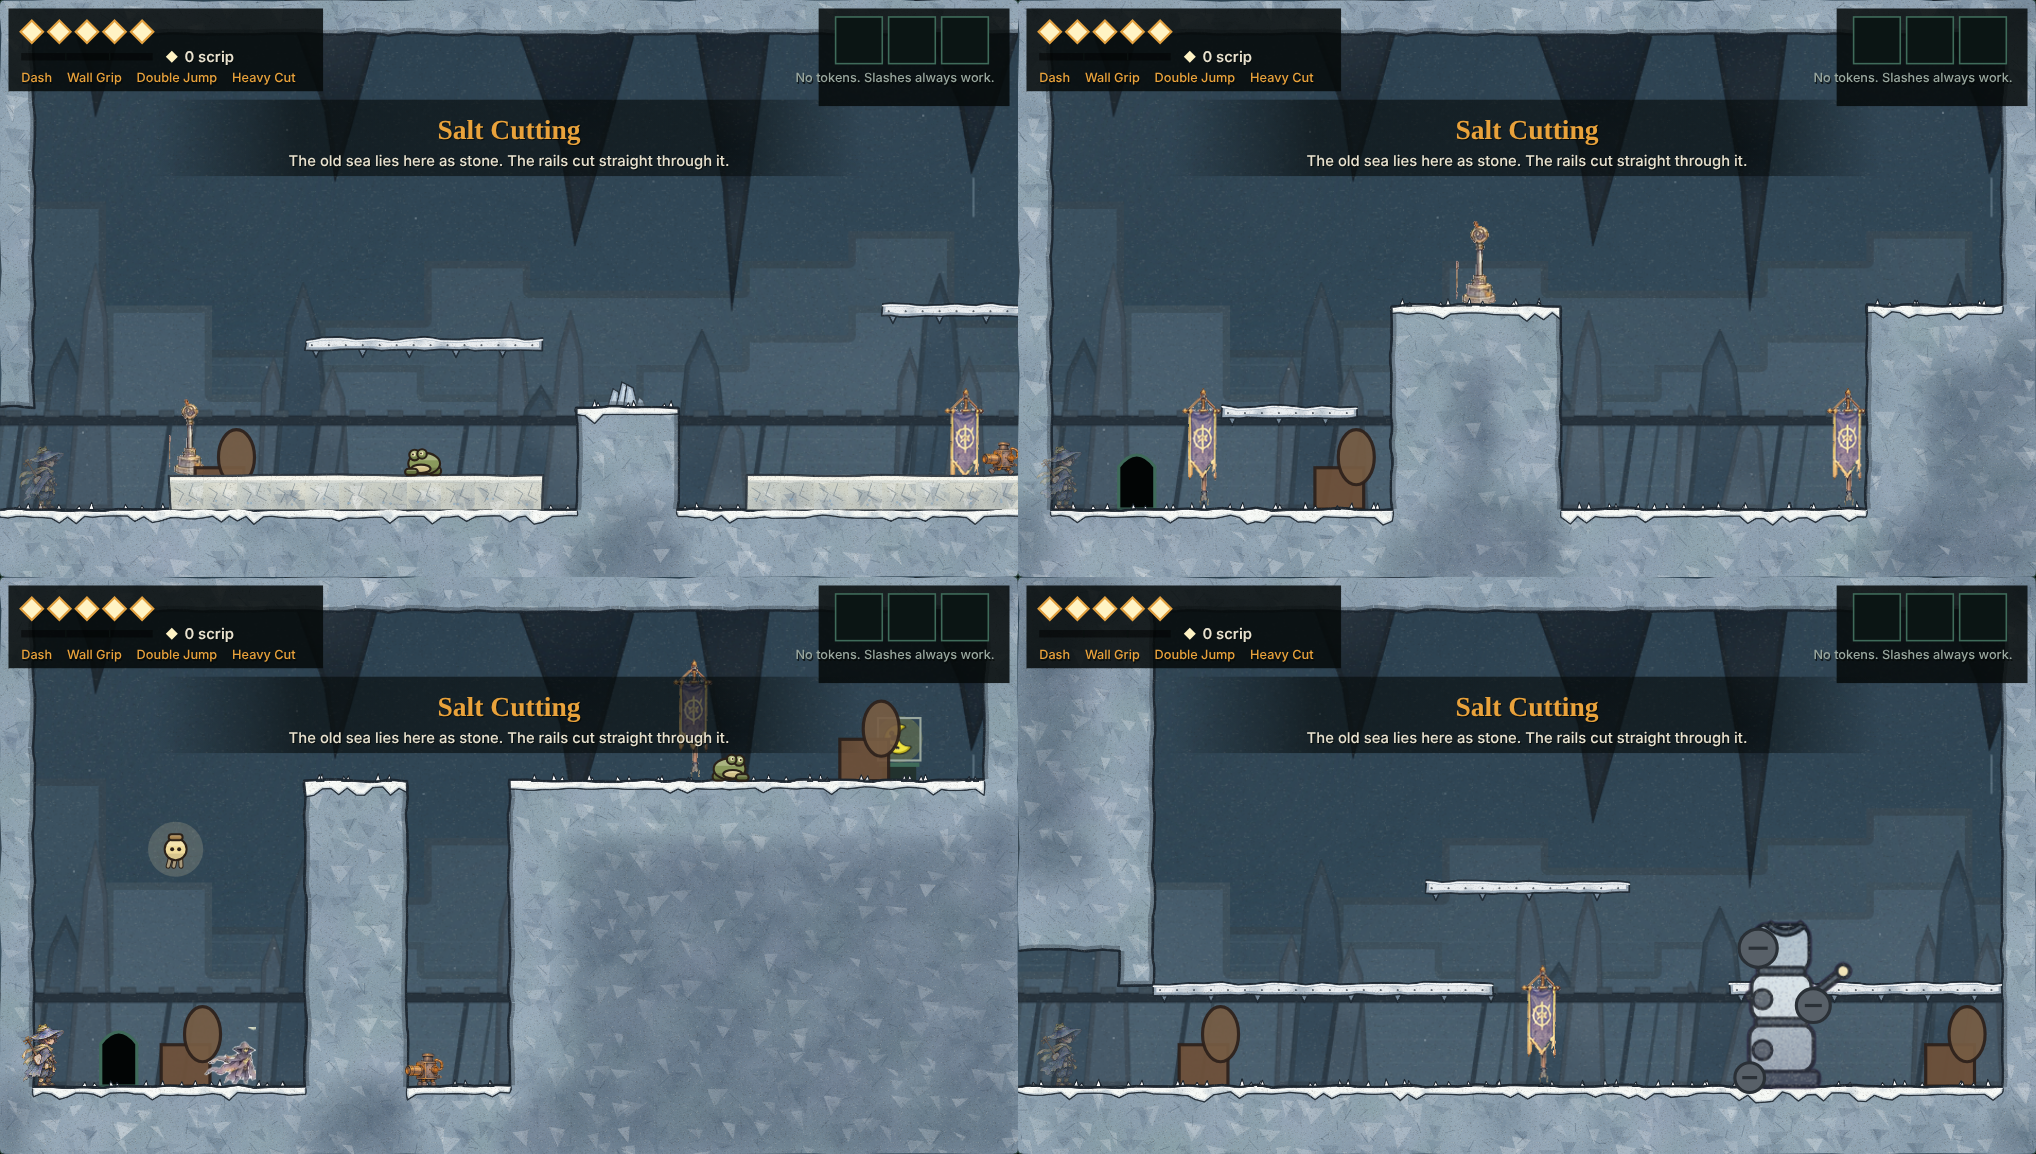 0 scrip
Dash Wall Grip Double Jump Heavy Cut
No tokens. Slashes always work.
Salt Cutting
The old sea lies here as stone. The rails cut straight through it.
0 scrip
Dash Wall Grip Double Jump Heavy Cut
No tokens. Slashes always work.
Salt Cutting
The old sea lies here as stone. The rails cut straight through it.
0 scrip
Dash Wall Grip Double Jump Heavy Cut
No tokens. Slashes always work.
Salt Cutting
The old sea lies here as stone. The rails cut straight through it.
0 scrip
Dash Wall Grip Double Jump Heavy Cut
No tokens. Slashes always work.
Salt Cutting
The old sea lies here as stone. The rails cut straight through it.